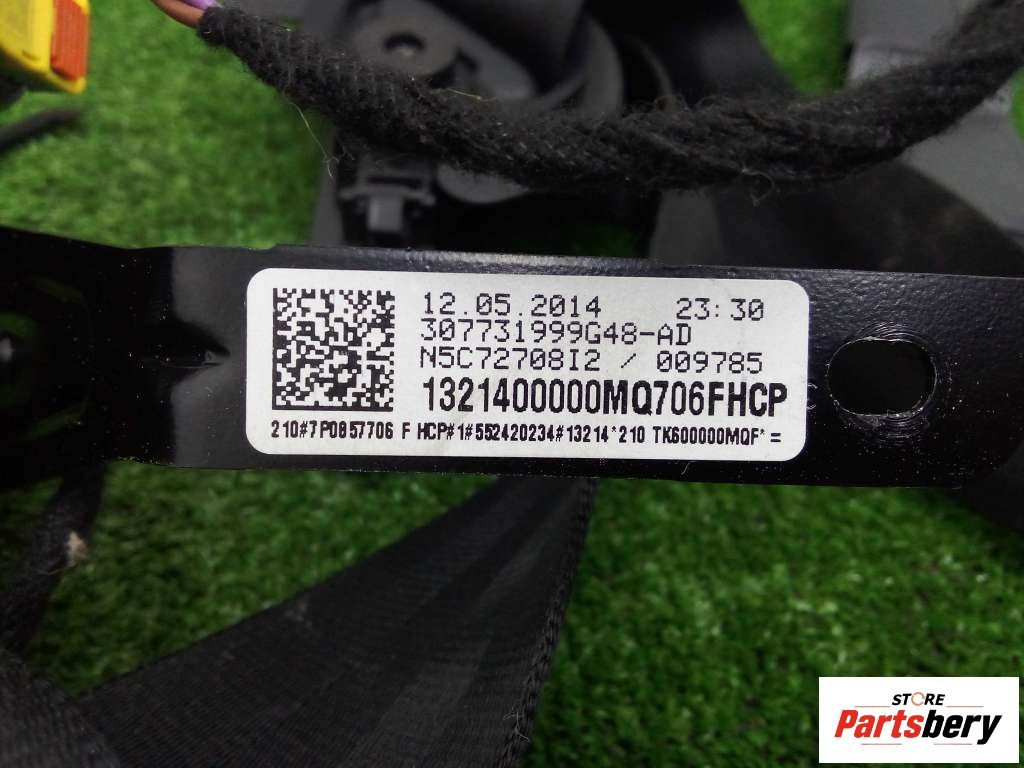 12.05.2014 23:30
307731999G48-AD
N5C72708I2 / 009785
1321400000MQ706FHCP
210#7P0857706 F HCP#1#552420234#13214*210 TK600000MQF* =
STORE
Partsbery